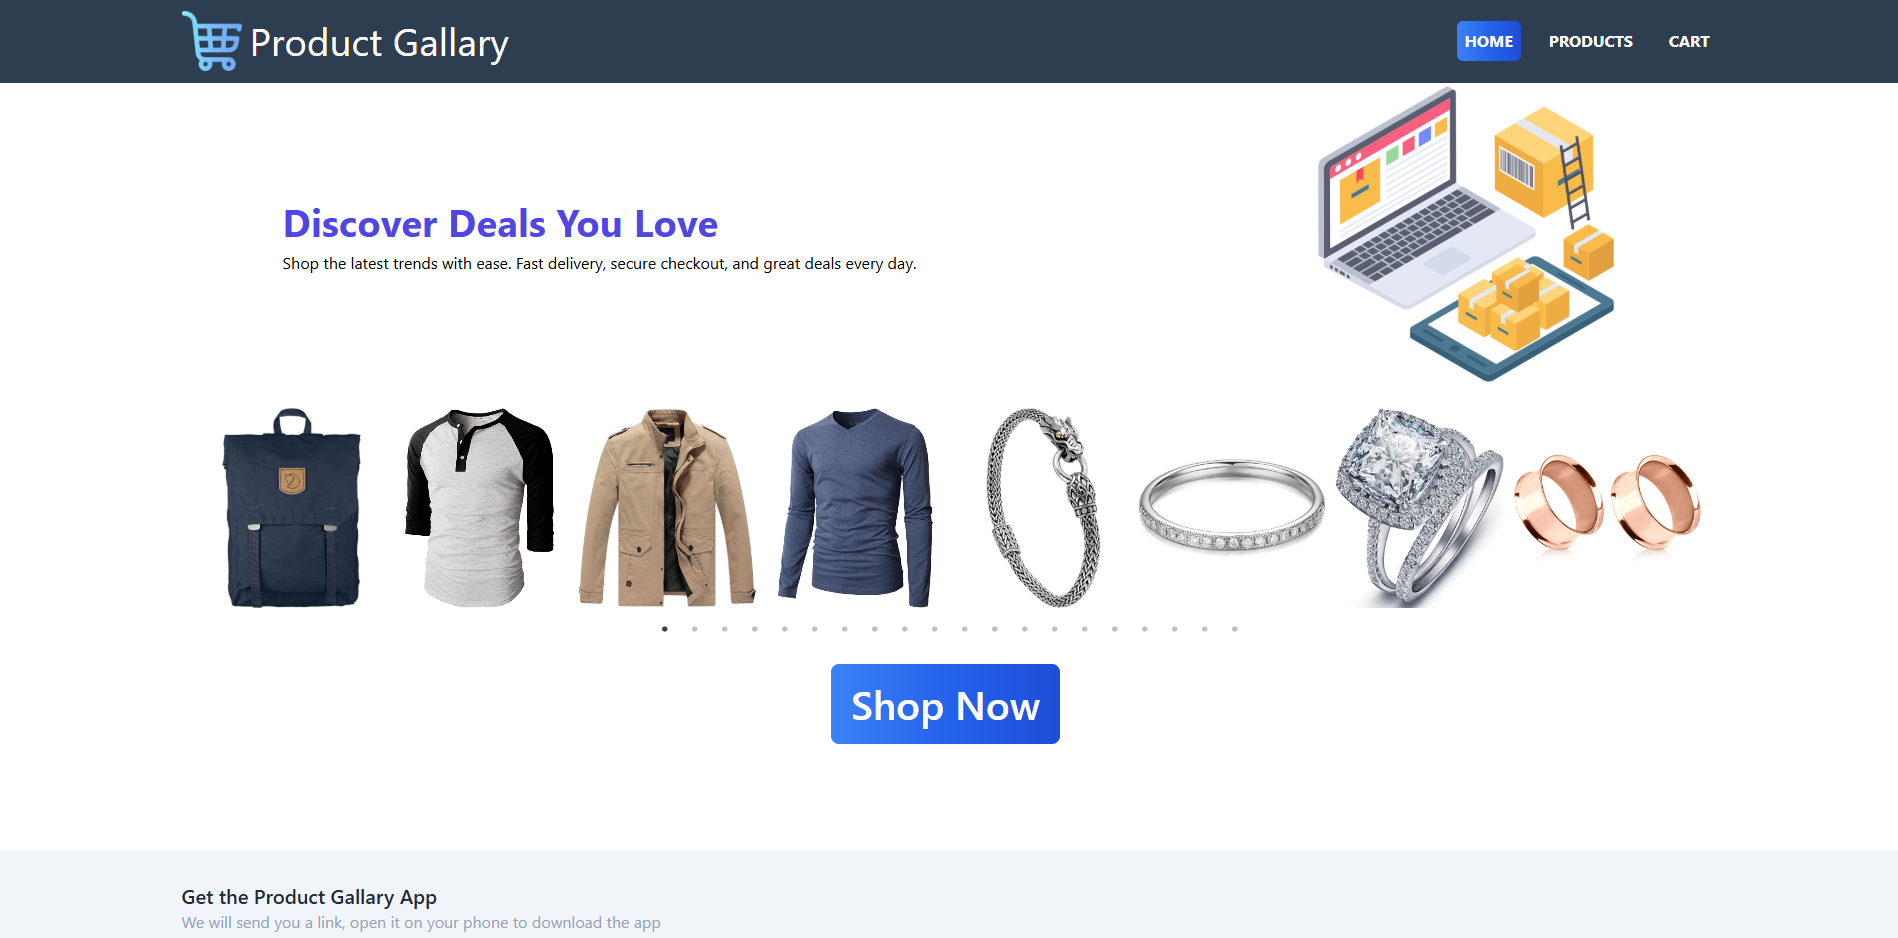 Product Gallary
HOME
PRODUCTS
CART
Discover Deals You Love
Shop the latest trends with ease. Fast delivery, secure checkout, and great deals every day.
Shop Now
Get the Product Gallary App
We will send you a link, open it on your phone to download the app